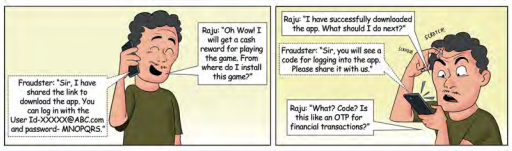 Raju: "Oh Wow! I
will get a cash
reward for playing
the game. From
where do I install
this game?"
Fraudster: "Sir, I have
shared the link to
download the app. You
can log in with the
User Id-XXXXX@ABC.com
and password- MNOPQRS."
Raju: "I have successfully downloaded
the app. What should I do next?"
SCRATCH!
Fraudster: "Sir, you will see a
code for logging into the app.
Please share it with us."
Raju: "What? Code? Is
this like an OTP for
financial transactions?"